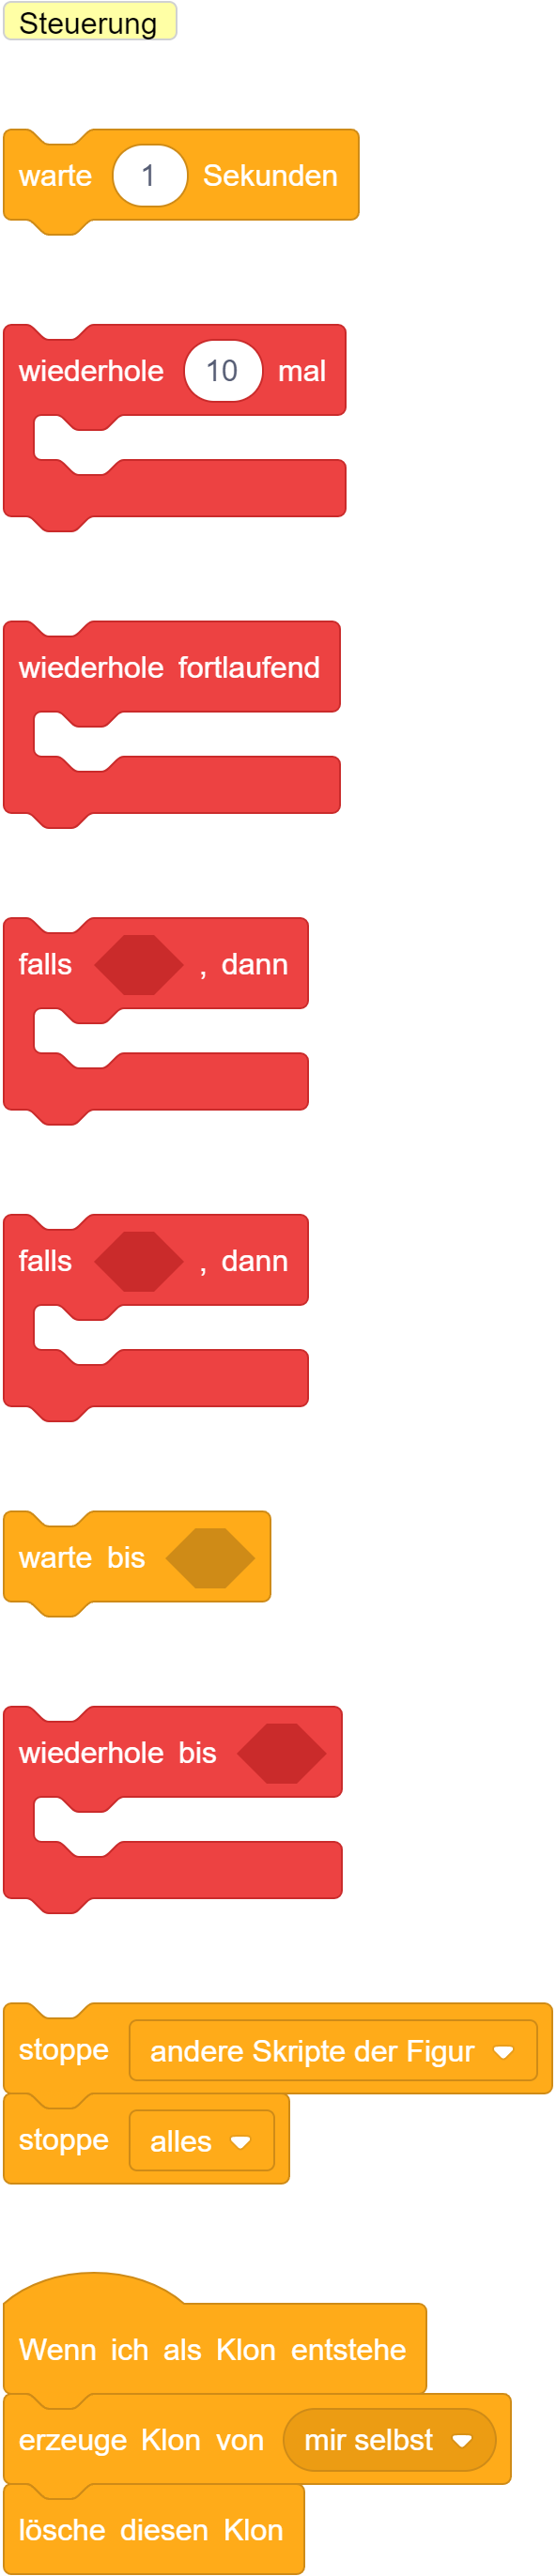 Steuerung
warte 1 Sekunden
wiederhole 10 mal
wiederhole fortlaufend
falls , dann
falls , dann
warte bis
wiederhole bis
stoppe andere Skripte der Figur
stoppe alles
Wenn ich als Klon entstehe
erzeuge Klon von mir selbst
lösche diesen Klon